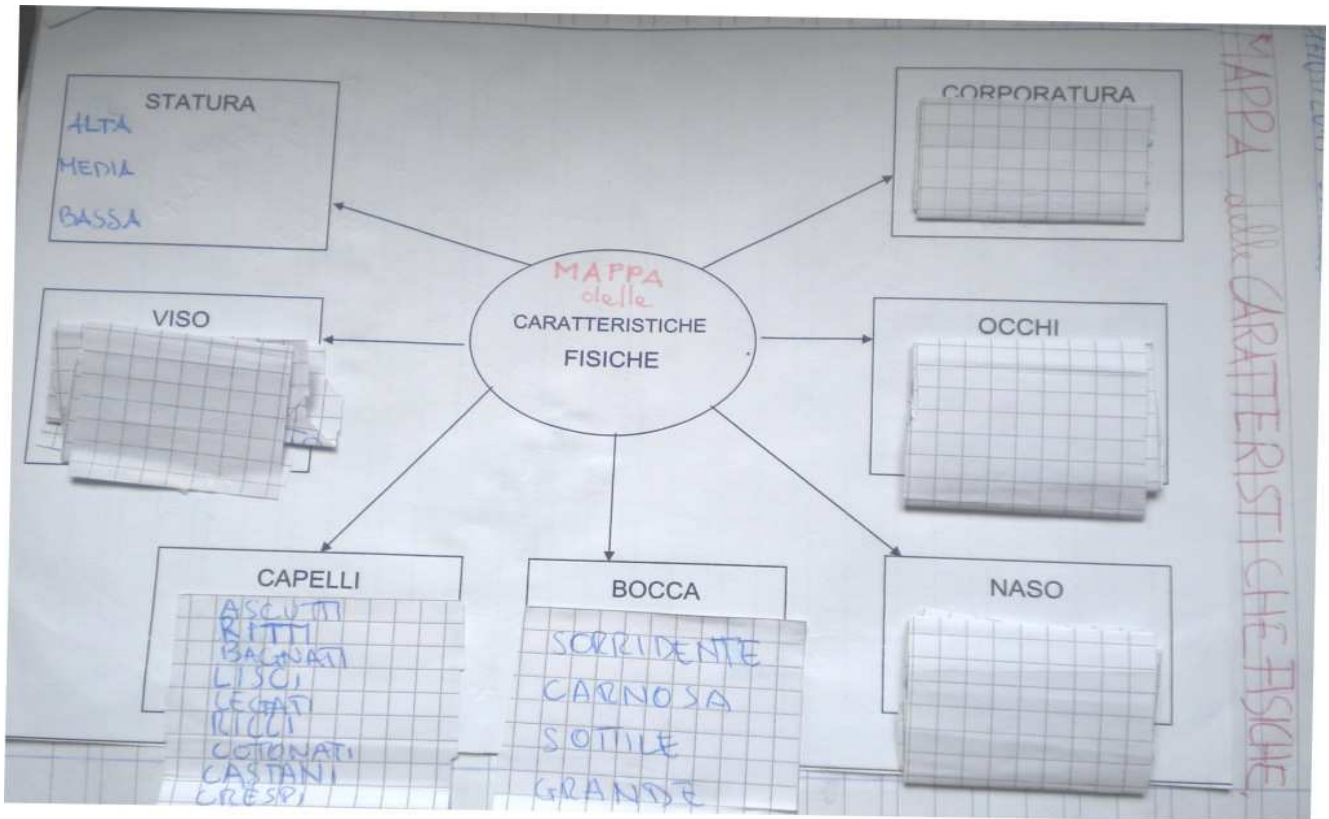 STATURA
ALTA
MEDIA
BASSA
CORPORATURA
MAPPA
delle
CARATTERISTICHE
FISICHE
VISO
OCCHI
CAPELLI
ASCUTTI
RITTI
BAGNATI
LISCI
LEGATI
RICCI
COTONATI
CASTANI
CRESPI
BOCCA
SORRIDENTE
CARNOSA
SOTTILE
GRANDE
NASO
MAPPA delle CARATTERISTICHE FISICHE